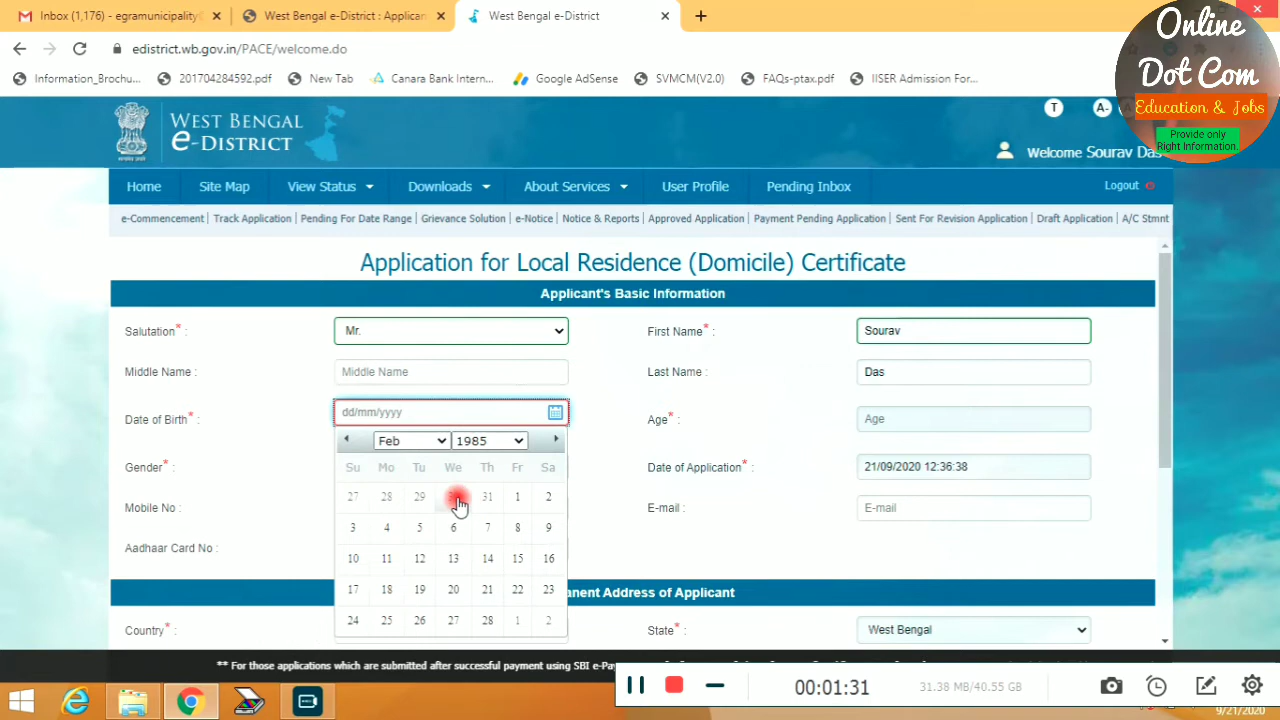 Inbox (1,176) - egramunicipality
West Bengal e-District : Applican
West Bengal e-District
edistrict.wb.gov.in/PACE/welcome.do
Information_Brochu...
201704284592.pdf
New Tab
Canara Bank Intern...
Google AdSense
SVMCM(V2.0)
FAQs-ptax.pdf
IISER Admission For...
Online
Dot Com
Education & Jobs
Provide only
Right Information.
WEST BENGAL
e-DISTRICT
T A-
Welcome Sourav Das
Home Site Map View Status Downloads About Services User Profile Pending Inbox Logout
e-Commencement | Track Application | Pending For Date Range | Grievance Solution | e-Notice | Notice & Reports | Approved Application | Payment Pending Application | Sent For Revision Application | Draft Application | A/C Stmnt
Application for Local Residence (Domicile) Certificate
Applicant's Basic Information
Salutation* : Mr. First Name* : Sourav
Middle Name : Middle Name Last Name : Das
Date of Birth* : dd/mm/yyyy Age* : Age
Feb 1985
Su Mo Tu We Th Fr Sa
27 28 29 31 1 2
3 4 5 6 7 8 9
10 11 12 13 14 15 16
17 18 19 20 21 22 23
24 25 26 27 28 1 2
Gender* : Date of Application* : 21/09/2020 12:36:38
Mobile No : E-mail : E-mail
Aadhaar Card No :
anent Address of Applicant
Country* : State* : West Bengal
** For those applications which are submitted after successful payment using SBI e-Pa
00:01:31
31.38 MB/40.55 GB
9/21/2020